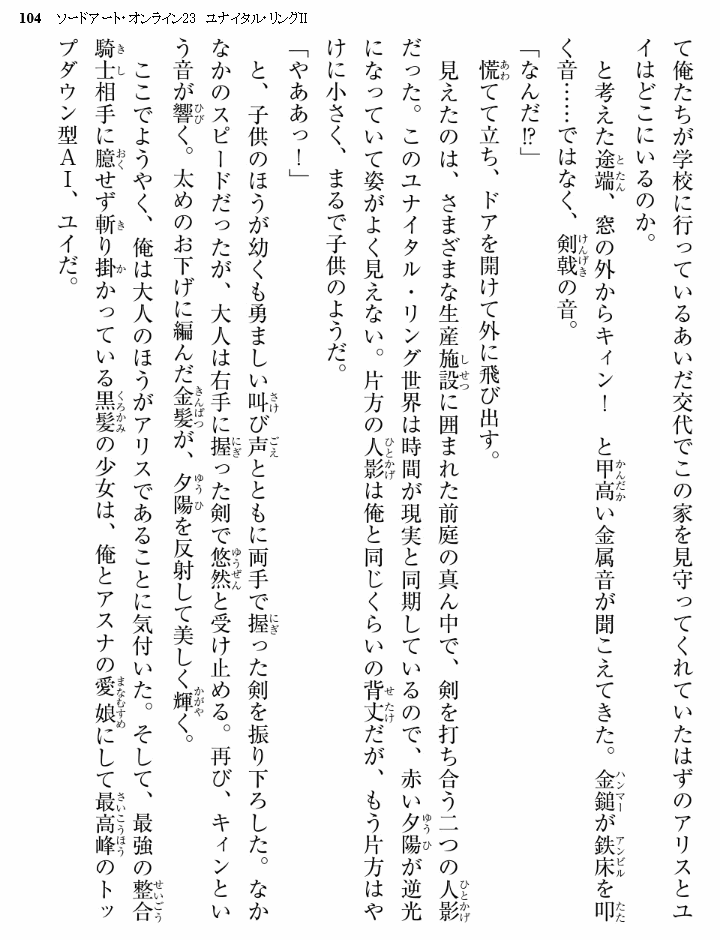 104 ソードアート・オンライン23 ユナイタル・リングII
て俺たちが学校に行っているあいだ交代でこの家を見守ってくれていたはずのアリスとユ
イはどこにいるのか。
と考えた途端、窓の外からキィン！　と甲高い金属音が聞こえてきた。金鎚が鉄床を叩
く音……ではなく、剣戟の音。
「なんだ!?」
慌てて立ち、ドアを開けて外に飛び出す。
見えたのは、さまざまな生産施設に囲まれた前庭の真ん中で、剣を打ち合う二つの人影
だった。このユナイタル・リング世界は時間が現実と同期しているので、赤い夕陽が逆光
になっていて姿がよく見えない。片方の人影は俺と同じくらいの背丈だが、もう片方はや
けに小さく、まるで子供のようだ。
「やああっ！」
と、子供のほうが幼くも勇ましい叫び声とともに両手で握った剣を振り下ろした。なか
なかのスピードだったが、大人は右手に握った剣で悠然と受け止める。再び、キィンとい
う音が響く。太めのお下げに編んだ金髪が、夕陽を反射して美しく輝く。
ここでようやく、俺は大人のほうがアリスであることに気付いた。そして、最強の整合
騎士相手に臆せず斬り掛かっている黒髪の少女は、俺とアスナの愛娘にして最高峰のトッ
プダウン型ＡＩ、ユイだ。